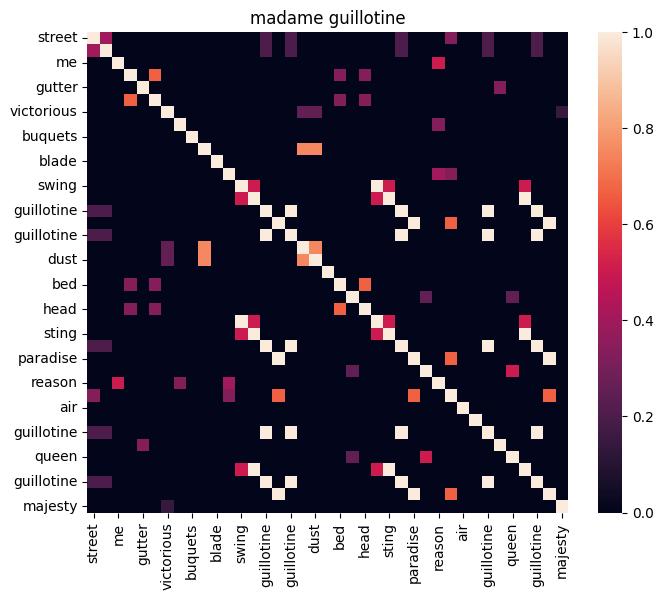 madame guillotine
street
me
gutter
victorious
buquets
blade
swing
guillotine
guillotine
dust
bed
head
sting
paradise
reason
air
guillotine
queen
guillotine
majesty
street
me
gutter
victorious
buquets
blade
swing
guillotine
guillotine
dust
bed
head
sting
paradise
reason
air
guillotine
queen
guillotine
majesty
1.0
0.8
0.6
0.4
0.2
0.0